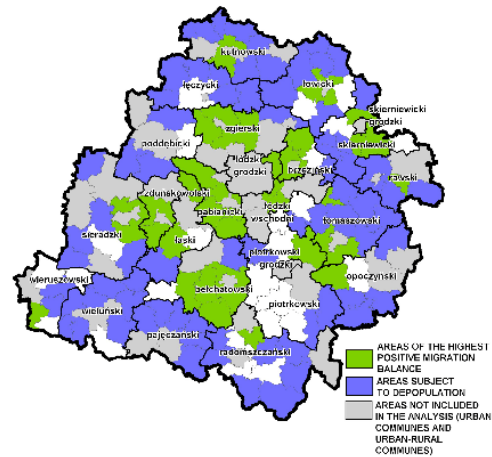 kutnowski
łęczycki
łowicki
skierniewicki
grodzki
zgierski
skierniewicki
poddębicki
łódzki
grodzki
brzeziński
rawski
zduńskowolski
pabianicki
łódzki
wschodni
tomaszowski
sieradzki
łaski
piotrkowski
grodzki
opoczyński
wieruszowski
bełchatowski
wieluński
piotrkowski
pajęczański
radomszczański
AREAS OF THE HIGHEST
POSITIVE MIGRATION
BALANCE
AREAS SUBJECT
TO DEPOPULATION
AREAS NOT INCLUDED
IN THE ANALYSIS (URBAN
COMMUNES AND
URBAN-RURAL
COMMUNES)